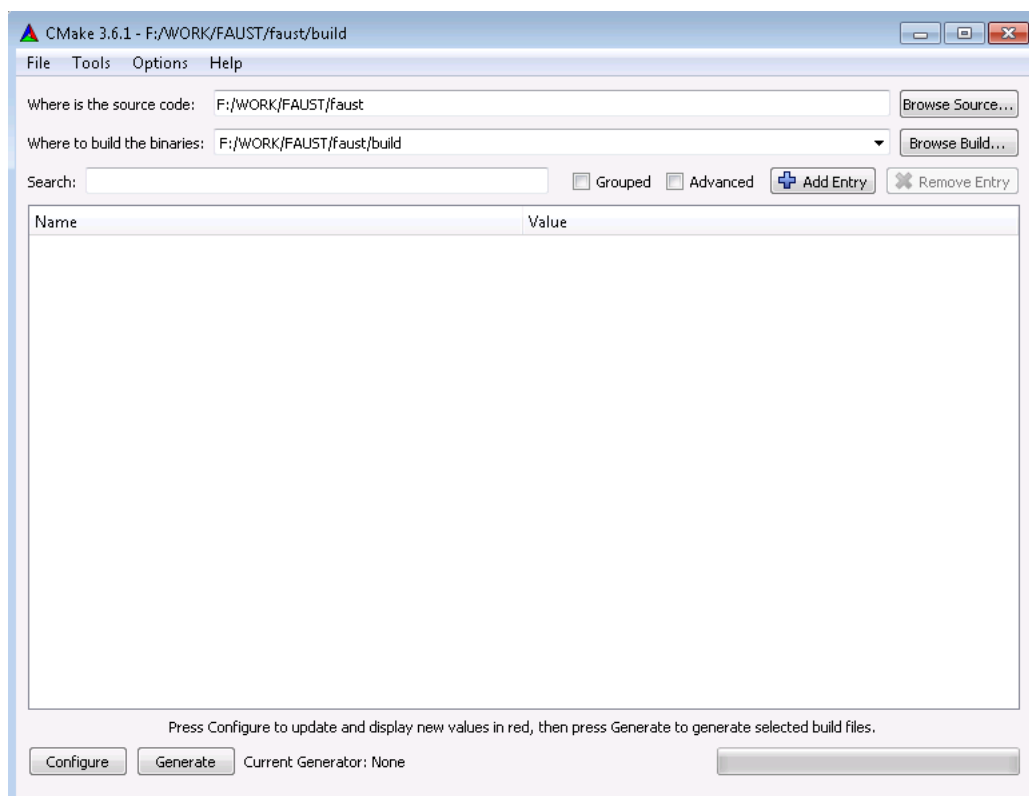 CMake 3.6.1 - F:/WORK/FAUST/faust/build
File Tools Options Help
Where is the source code: F:/WORK/FAUST/faust Browse Source...
Where to build the binaries: F:/WORK/FAUST/faust/build Browse Build...
Search: Grouped Advanced Add Entry Remove Entry
Name Value
Press Configure to update and display new values in red, then press Generate to generate selected build files.
Configure Generate Current Generator: None